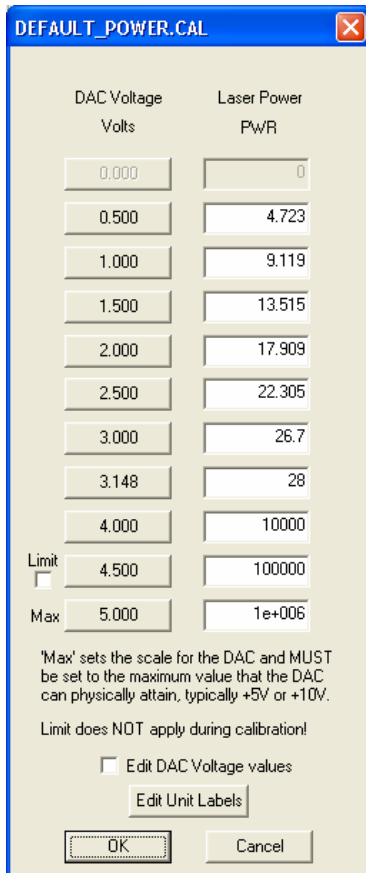 DEFAULT_POWER.CAL
DAC Voltage Laser Power
Volts PWR
0.000 0
0.500 4.723
1.000 9.119
1.500 13.515
2.000 17.909
2.500 22.305
3.000 26.7
3.148 28
4.000 10000
Limit 4.500 100000
Max 5.000 1e+006
'Max' sets the scale for the DAC and MUST
be set to the maximum value that the DAC
can physically attain, typically +5V or +10V.
Limit does NOT apply during calibration!
Edit DAC Voltage values
Edit Unit Labels
OK Cancel